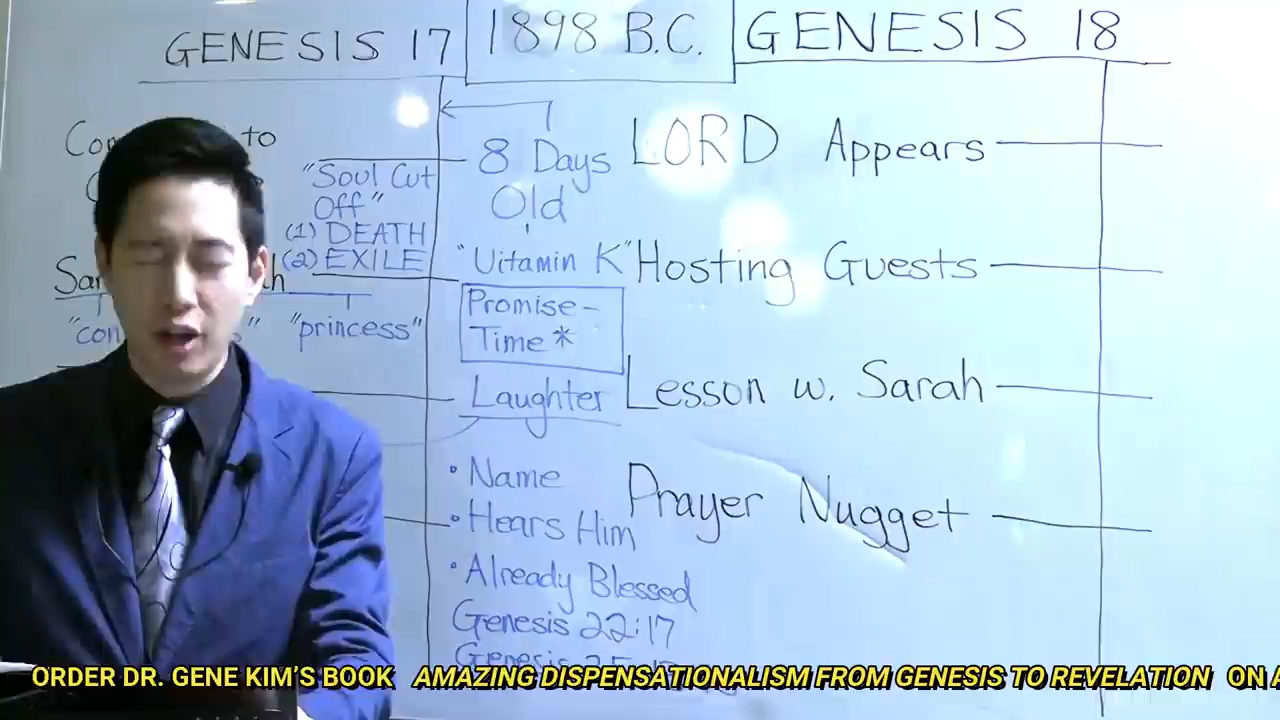 GENESIS 17
1898 B.C.
GENESIS 18
to
"Soul Cut
Off"
(1) DEATH
(2) EXILE
"princess"
8 Days
Old
"Vitamin K"
Promise-
Time*
Laughter
• Name
• Hears Him
• Already Blessed
Genesis 22:17
Genesis
LORD Appears
Hosting Guests
Lesson w. Sarah
Prayer Nugget
ORDER DR. GENE KIM'S BOOK AMAZING DISPENSATIONALISM FROM GENESIS TO REVELATION ON